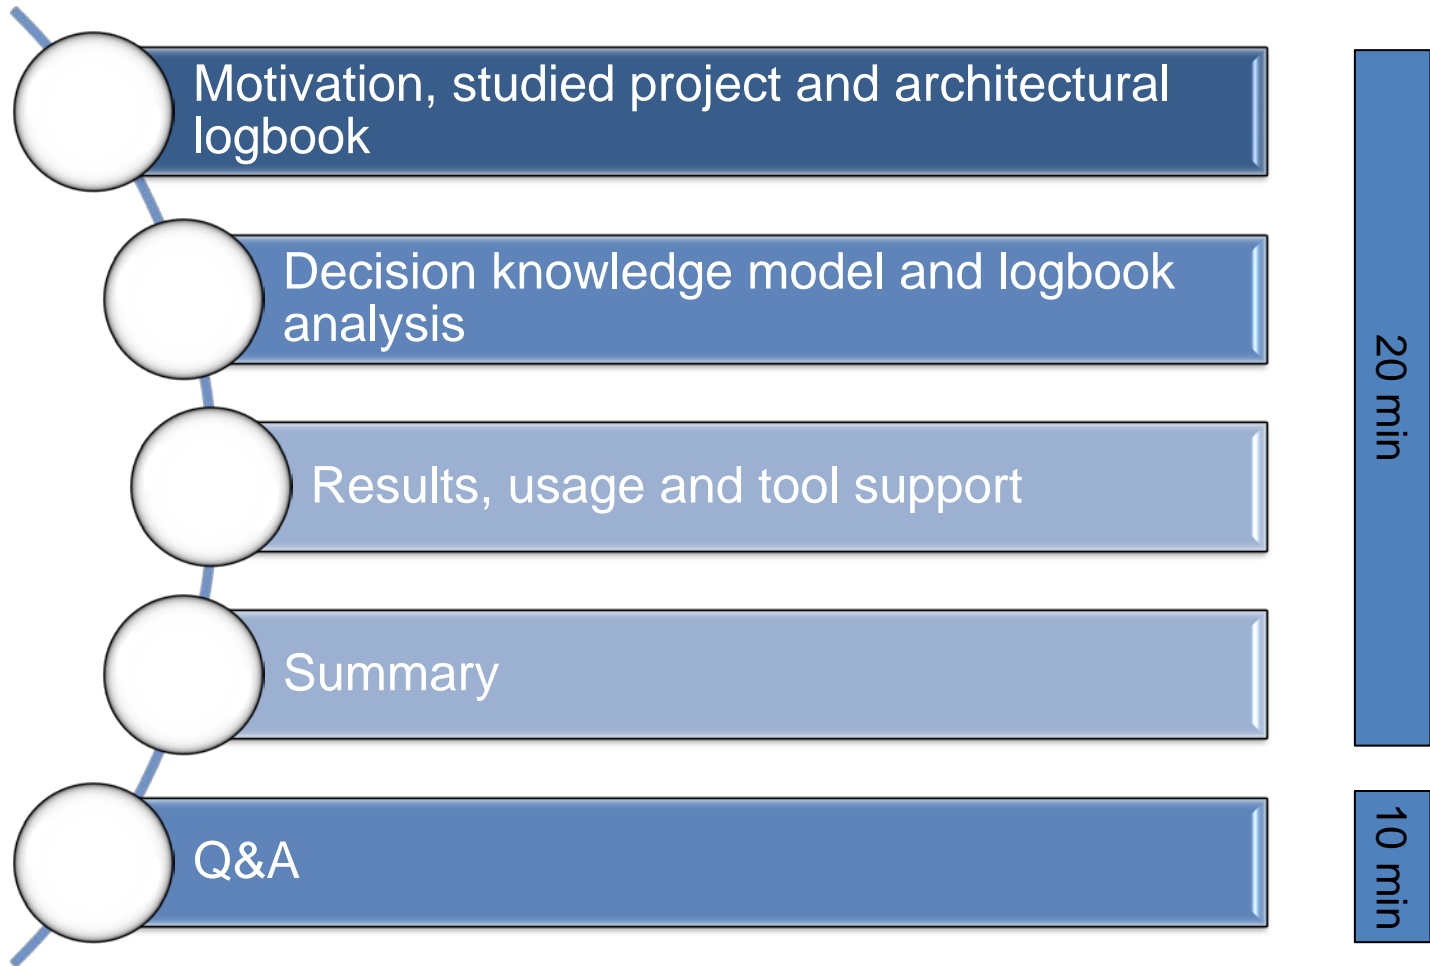 Motivation, studied project and architectural
logbook
Decision knowledge model and logbook
analysis
Results, usage and tool support
Summary
20 min
Q&A
10 min